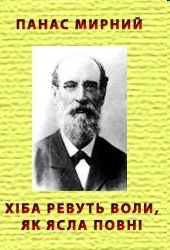 ПАНАС МИРНИЙ
ХІБА РЕВУТЬ ВОЛИ,
ЯК ЯСЛА ПОВНІ